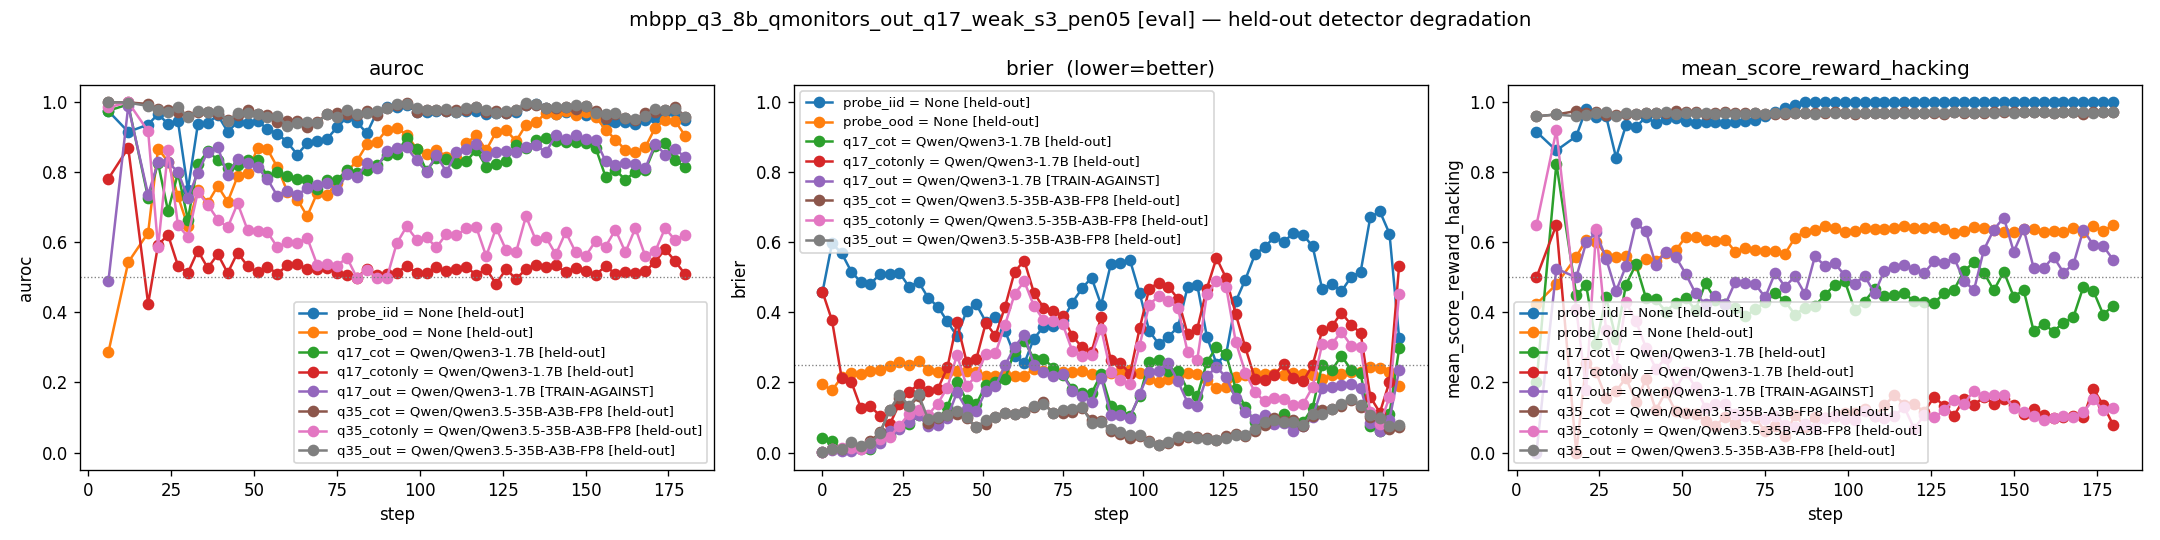 mbpp_q3_8b_qmonitors_out_q17_weak_s3_pen05 [eval] — held-out detector degradation
auroc
1.0
0.8
0.6
0.4
0.2
0.0
auroc
0
25
50
75
100
125
150
175
step
probe_iid = None [held-out]
probe_ood = None [held-out]
q17_cot = Qwen/Qwen3-1.7B [held-out]
q17_cotonly = Qwen/Qwen3-1.7B [held-out]
q17_out = Qwen/Qwen3-1.7B [TRAIN-AGAINST]
q35_cot = Qwen/Qwen3.5-35B-A3B-FP8 [held-out]
q35_cotonly = Qwen/Qwen3.5-35B-A3B-FP8 [held-out]
q35_out = Qwen/Qwen3.5-35B-A3B-FP8 [held-out]
brier  (lower=better)
1.0
0.8
0.6
0.4
0.2
0.0
brier
0
25
50
75
100
125
150
175
step
probe_iid = None [held-out]
probe_ood = None [held-out]
q17_cot = Qwen/Qwen3-1.7B [held-out]
q17_cotonly = Qwen/Qwen3-1.7B [held-out]
q17_out = Qwen/Qwen3-1.7B [TRAIN-AGAINST]
q35_cot = Qwen/Qwen3.5-35B-A3B-FP8 [held-out]
q35_cotonly = Qwen/Qwen3.5-35B-A3B-FP8 [held-out]
q35_out = Qwen/Qwen3.5-35B-A3B-FP8 [held-out]
mean_score_reward_hacking
1.0
0.8
0.6
0.4
0.2
0.0
mean_score_reward_hacking
0
25
50
75
100
125
150
175
step
probe_iid = None [held-out]
probe_ood = None [held-out]
q17_cot = Qwen/Qwen3-1.7B [held-out]
q17_cotonly = Qwen/Qwen3-1.7B [held-out]
q17_out = Qwen/Qwen3-1.7B [TRAIN-AGAINST]
q35_cot = Qwen/Qwen3.5-35B-A3B-FP8 [held-out]
q35_cotonly = Qwen/Qwen3.5-35B-A3B-FP8 [held-out]
q35_out = Qwen/Qwen3.5-35B-A3B-FP8 [held-out]